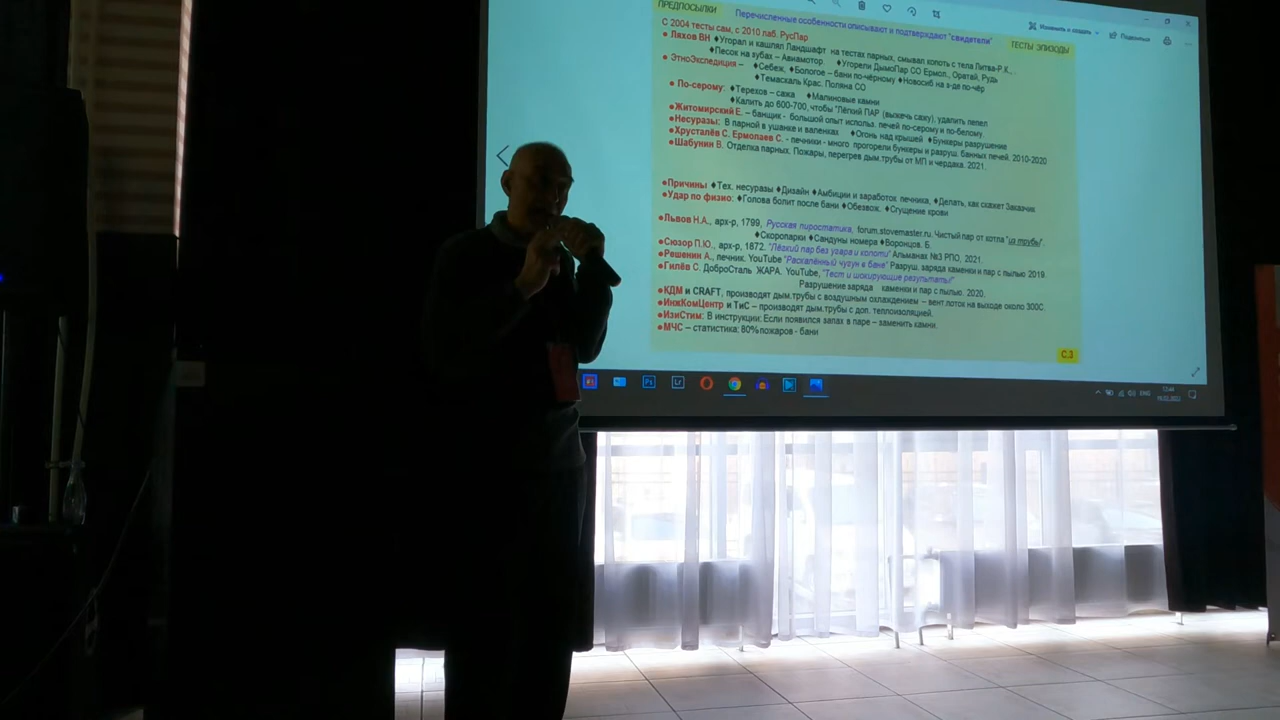 ПРЕДПОСЫЛКИ
Перечисленные особенности описывают и подтверждают "свидетели"
ТЕСТЫ ЭПИЗОДЫ
Изменить и создать
Поделиться
С 2004 тесты сам, с 2010 лаб. РусПар
●Ляхов ВН ♦Угорал и кашлял Ландшафт на тестах парных, смывал копоть с тела Литва-Р.К.,
♦Песок на зубах – Авиамотор ♦Угорели ДымоПар СО Ермол., Оратай, Рудь
●ЭтноЭкспедиция – ♦Себеж, ♦Бологое – бани по-чёрному ♦Новосиб на з-де по-чёр
♦Темаскаль Крас. Поляна СО
●По-серому: ♦Терехов – сажа ♦Малиновые камни
♦Калить до 600-700, чтобы "Лёгкий ПАР (выжечь сажу), удалить пепел
●Житомирский Е. – банщик - большой опыт использ. печей по-серому и по-белому.
●Несуразы: В парной в ушанке и валенках ♦Огонь над крышей ♦Бункеры разрушение
●Хрусталёв С. Ермолаев С. - печники - много прогорели бункеры и разруш. банных печей. 2010-2020
●Шабунин В. Отделка парных. Пожары, перегрев дым.трубы от МП и чердака. 2021.
●Причины ♦Тех. несуразы ♦Дизайн ♦Амбиции и заработок печника, ♦Делать, как скажет Заказчик
●Удар по физио: ♦Голова болит после бани ♦Обезвож. ♦Сгущение крови
●Львов Н.А., арх-р, 1799, Русская пиростатика, forum.stovemaster.ru. Чистый пар от котла "из трубы".
♦Скоропарки ♦Сандуны номера ♦Воронцов. Б.
●Сюзор П.Ю., арх-р, 1872. "Лёгкий пар без угара и копоти" Альманах №3 РПО, 2021.
●Решении А., печник. YouTube "Раскалённый чугун в бане" Разруш. заряда каменки и пар с пылью 2019.
●Гилёв С. ДоброСталь ЖАРА. YouTube, "Тест и шокирующие результаты!"
Разрушение заряда каменки и пар с пылью. 2020.
●КДМ и CRAFT, производят дым.трубы с воздушным охлаждением – вент.лоток на выходе около 300С.
●ИнжКомЦентр и ТиС – производят дым.трубы с доп. теплоизоляцией.
●ИзиСтим: В инструкции: Если появился запах в паре – заменить камни.
●МЧС – статистика; 80%пожаров - бани
С.3
Ps
ENG